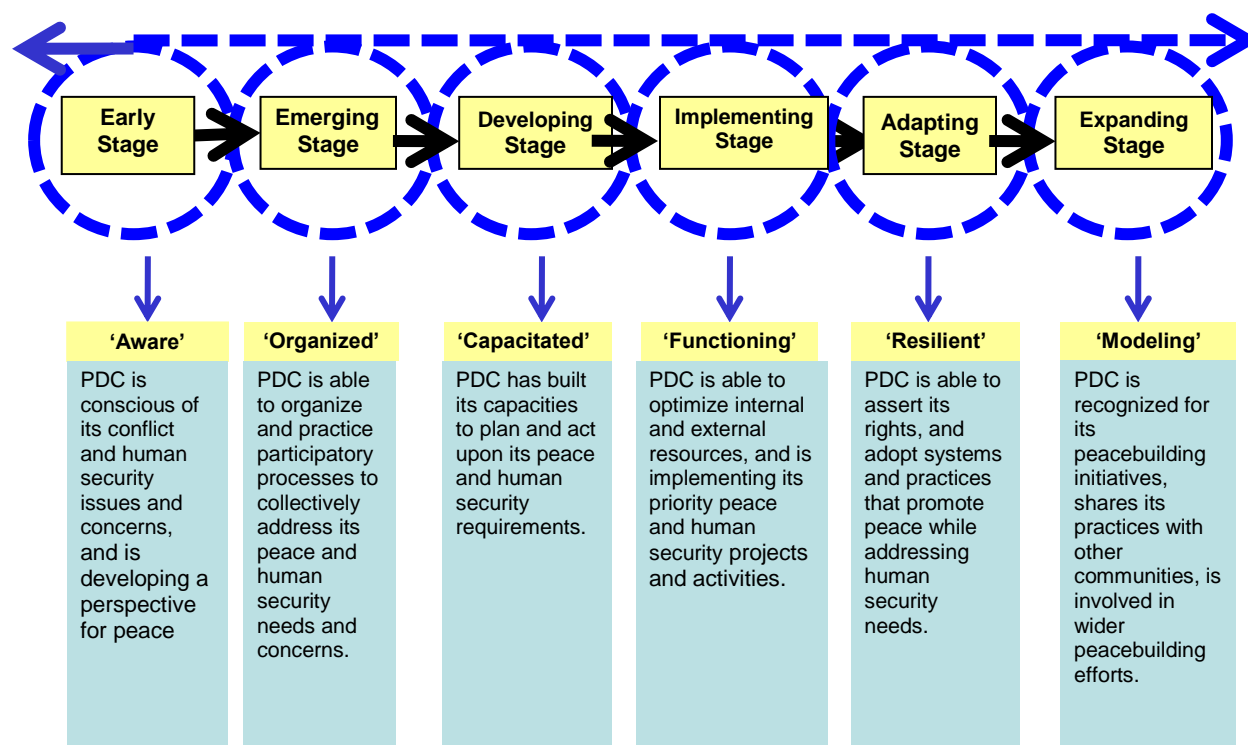 Early
Stage
Emerging
Stage
Developing
Stage
Implementing
Stage
Adapting
Stage
Expanding
Stage
‘Aware’
PDC is
conscious of
its conflict
and human
security
issues and
concerns,
and is
developing a
perspective
for peace
‘Organized’
PDC is able
to organize
and practice
participatory
processes to
collectively
address its
peace and
human
security
needs and
concerns.
‘Capacitated’
PDC has built
its capacities
to plan and act
upon its peace
and human
security
requirements.
‘Functioning’
PDC is able to
optimize internal
and external
resources, and is
implementing its
priority peace
and human
security projects
and activities.
‘Resilient’
PDC is able to
assert its
rights, and
adopt systems
and practices
that promote
peace while
addressing
human
security
needs.
‘Modeling’
PDC is
recognized for
its
peacebuilding
initiatives,
shares its
practices with
other
communities, is
involved in
wider
peacebuilding
efforts.